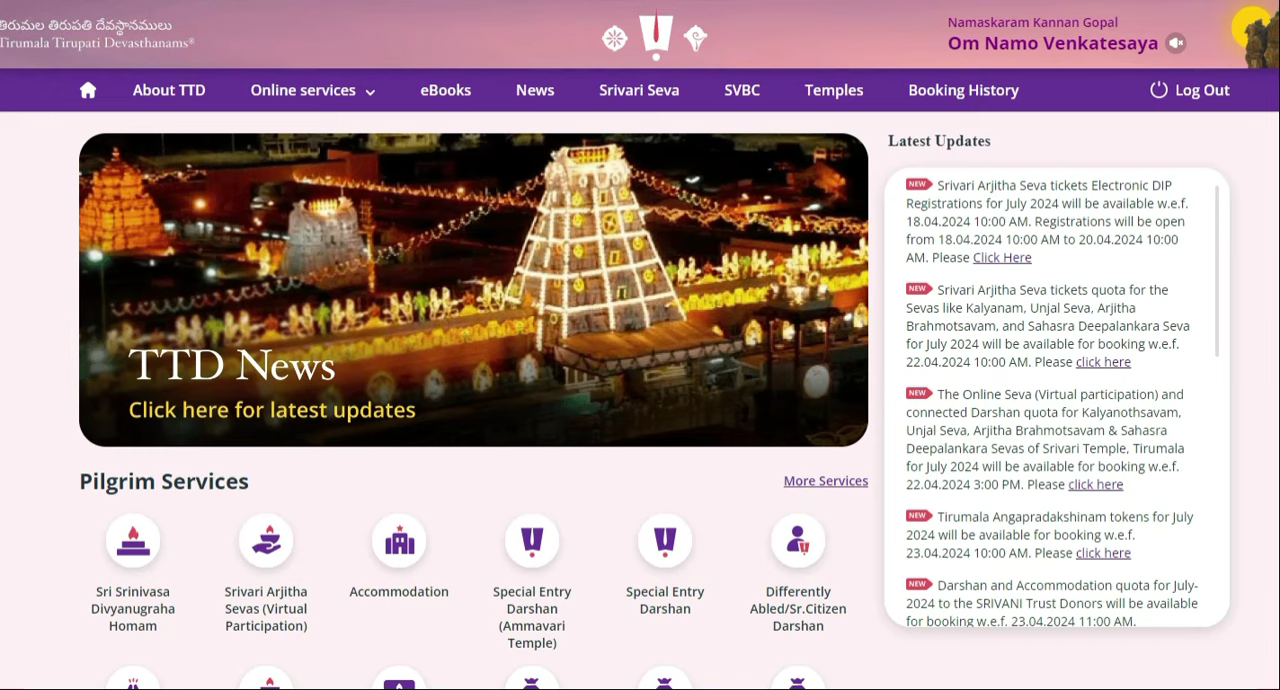 తిరుమల తిరుపతి దేవస్థానములు
Tirumala Tirupati Devasthanams®
Namaskaram Kannan Gopal
Om Namo Venkatesaya
About TTD
Online services
eBooks
News
Srivari Seva
SVBC
Temples
Booking History
Log Out
TTD News
Click here for latest updates
Latest Updates
NEW Srivari Arjitha Seva tickets Electronic DIP
Registrations for July 2024 will be available w.e.f.
18.04.2024 10:00 AM. Registrations will be open
from 18.04.2024 10:00 AM to 20.04.2024 10:00
AM. Please Click Here
NEW Srivari Arjitha Seva tickets quota for the
Sevas like Kalyanam, Unjal Seva, Arjitha
Brahmotsavam, and Sahasra Deepalankara Seva
for July 2024 will be available for booking w.e.f.
22.04.2024 10:00 AM. Please click here
NEW The Online Seva (Virtual participation) and
connected Darshan quota for Kalyanothsavam,
Unjal Seva, Arjitha Brahmotsavam & Sahasra
Deepalankara Sevas of Srivari Temple, Tirumala
for July 2024 will be available for booking w.e.f.
22.04.2024 3:00 PM. Please click here
NEW Tirumala Angapradakshinam tokens for July
2024 will be available for booking w.e.f.
23.04.2024 10:00 AM. Please click here
NEW Darshan and Accommodation quota for July-
2024 to the SRIVANI Trust Donors will be available
for booking w.e.f. 23.04.2024 11:00 AM.
Pilgrim Services
More Services
Sri Srinivasa
Divyanugraha
Homam
Srivari Arjitha
Sevas (Virtual
Participation)
Accommodation
Special Entry
Darshan
(Ammavari
Temple)
Special Entry
Darshan
Differently
Abled/Sr.Citizen
Darshan